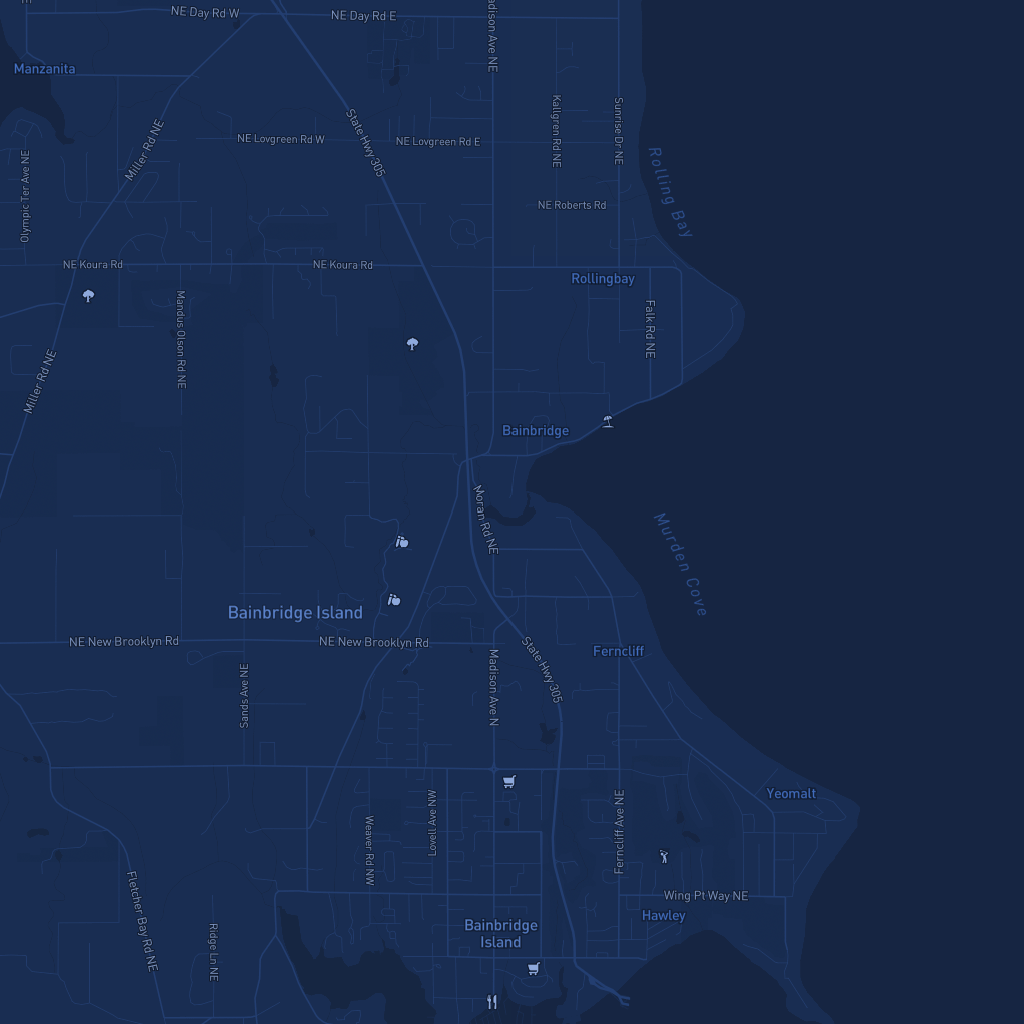 NE Day Rd W
NE Day Rd E
Madison Ave NE
Manzanita
Miller Rd NE
NE Lovgreen Rd W
State Hwy 305
NE Lovgreen Rd E
Kallgren Rd NE
Sunrise Dr NE
Olympic Ter Ave NE
Rolling Bay
NE Roberts Rd
NE Koura Rd
NE Koura Rd
Rollingbay
Mandus Olson Rd NE
Falk Rd NE
Miller Rd NE
Bainbridge
Moran Rd NE
Murden Cove
Bainbridge Island
NE New Brooklyn Rd
NE New Brooklyn Rd
Ferncliff
State Hwy 305
Sands Ave NE
Madison Ave N
Yeomalt
Weaver Rd NW
Lovell Ave NW
Ferncliff Ave NE
Wing Pt Way NE
Hawley
Fletcher Bay Rd NE
Ridge Ln NE
Bainbridge
Island